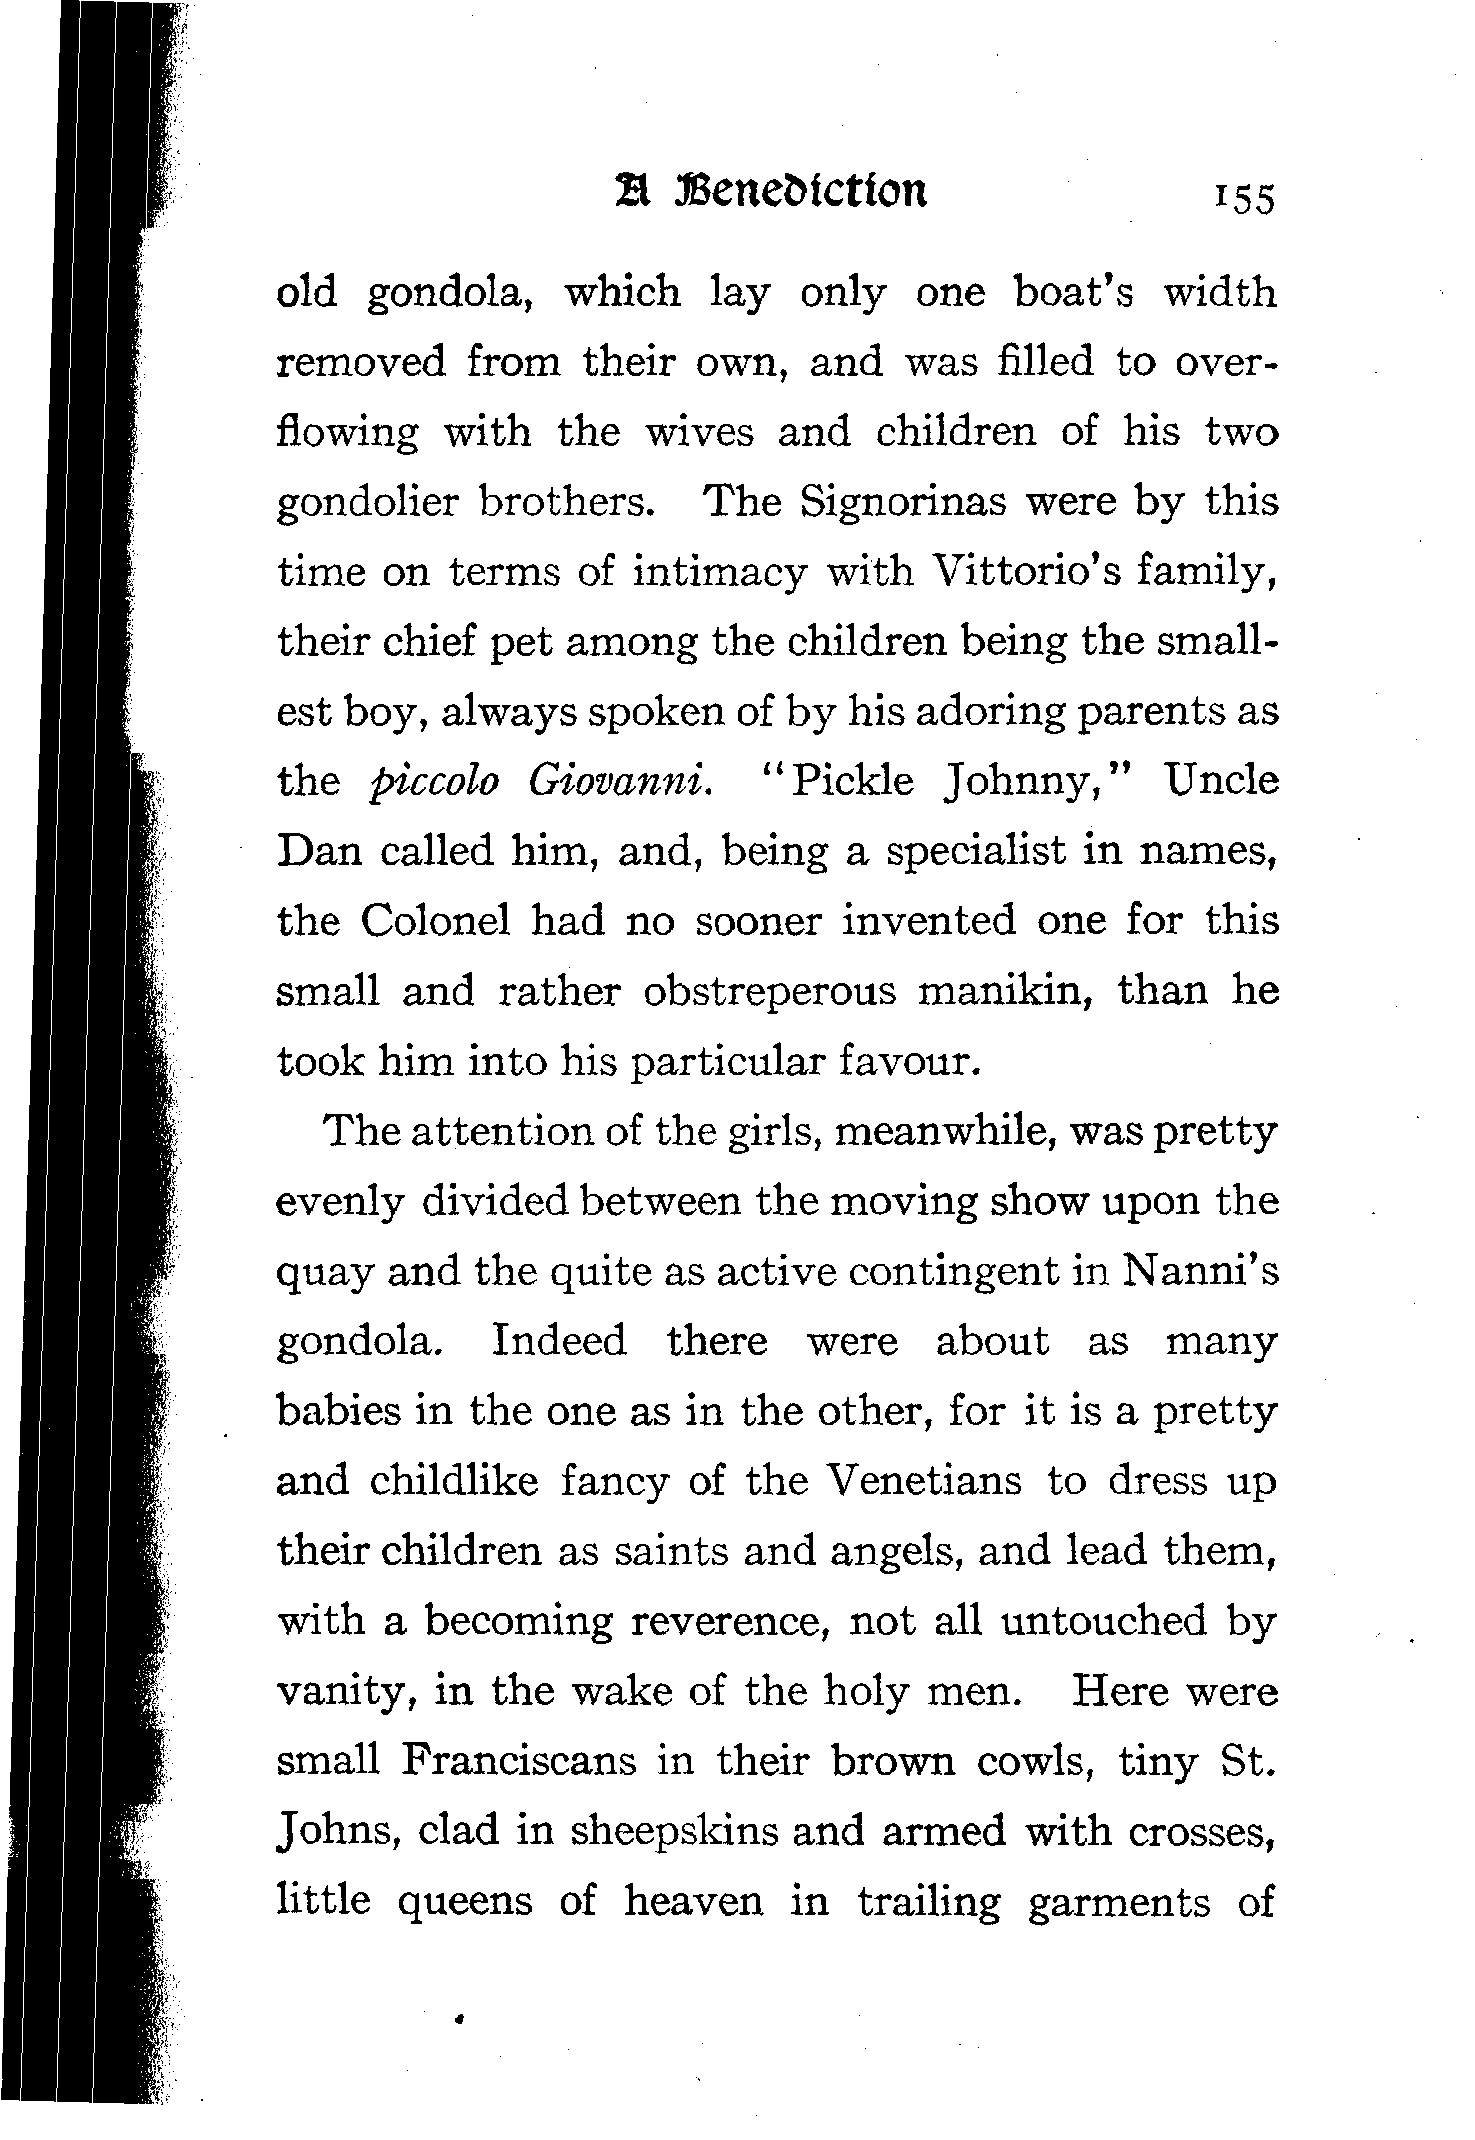 A Benediction 155
old gondola, which lay only one boat's width
removed from their own, and was filled to over-
flowing with the wives and children of his two
gondolier brothers. The Signorinas were by this
time on terms of intimacy with Vittorio's family,
their chief pet among the children being the small-
est boy, always spoken of by his adoring parents as
the piccolo Giovanni. "Pickle Johnny," Uncle
Dan called him, and, being a specialist in names,
the Colonel had no sooner invented one for this
small and rather obstreperous manikin, than he
took him into his particular favour.
The attention of the girls, meanwhile, was pretty
evenly divided between the moving show upon the
quay and the quite as active contingent in Nanni's
gondola. Indeed there were about as many
babies in the one as in the other, for it is a pretty
and childlike fancy of the Venetians to dress up
their children as saints and angels, and lead them,
with a becoming reverence, not all untouched by
vanity, in the wake of the holy men. Here were
small Franciscans in their brown cowls, tiny St.
Johns, clad in sheepskins and armed with crosses,
little queens of heaven in trailing garments of